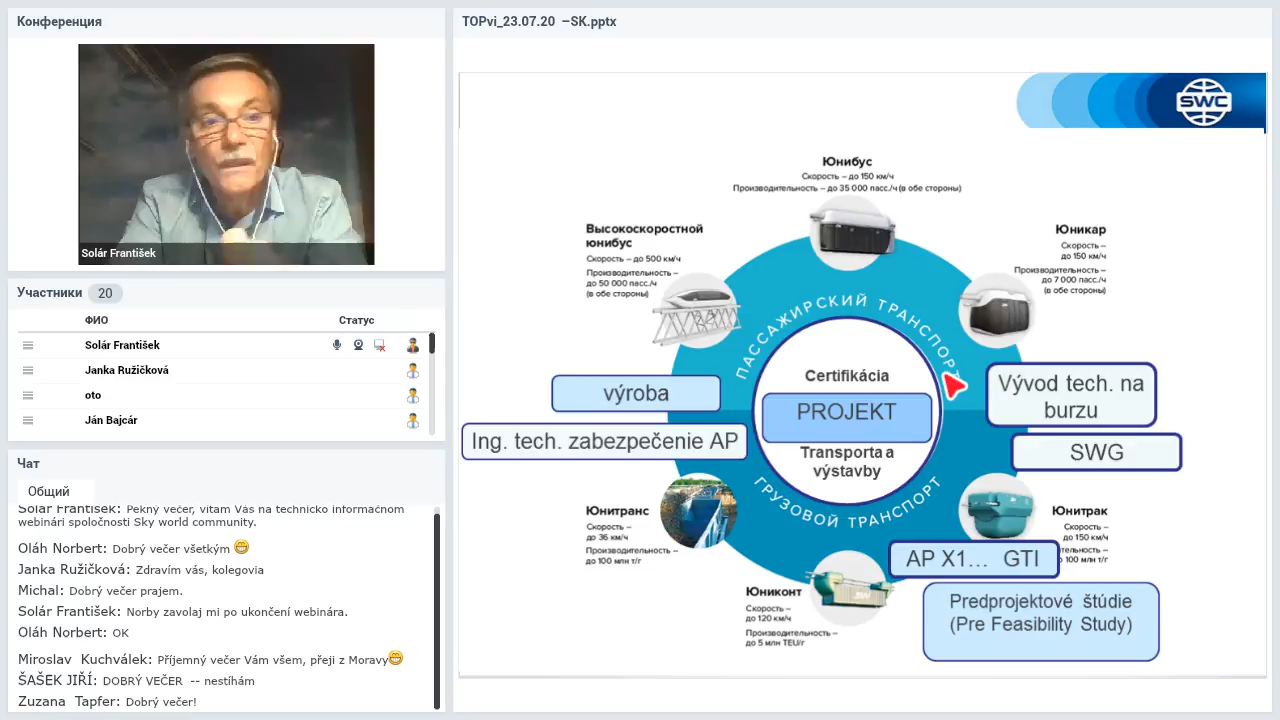 Конференция
Solár František
Участники 20
ФИО Статус
Solár František
Janka Ružičková
oto
Ján Bajcár
Чат
Общий
Solár František: Pekný večer, vítam Vás na technicko informačnom
webinári spoločnosti Sky world community.
Oláh Norbert: Dobrý večer všetkým
Janka Ružičková: Zdravím vás, kolegovia
Michal: Dobrý večer prajem.
Solár František: Norby zavolaj mi po ukončení webinára.
Oláh Norbert: OK
Miroslav Kuchválek: Příjemný večer Vám všem, přeji z Moravy
ŠAŠEK JIŘÍ: DOBRÝ VEČER -- nestíhám
Zuzana Tapfer: Dobrý večer!
TOPvi_23.07.20 –SK.pptx
SWC
Юнибус
Скорость – до 150 км/ч
Производительность – до 35 000 пасс./ч (в обе стороны)
Высокоскоростной
юнибус
Скорость – до 500 км/ч
Производительность –
до 50 000 пасс./ч
(в обе стороны)
Юникар
Скорость –
до 150 км/ч
Производительность –
до 7 000 пасс./ч
(в обе стороны)
ПАССАЖИРСКИЙ ТРАНСПОРТ
výroba
Ing. tech. zabezpečenie AP
Certifikácia
PROJEKT
Transporta a
výstavby
Vývod tech. na
burzu
SWG
ГРУЗОВОЙ ТРАНСПОРТ
Юнитранс
Скорость –
до 36 км/ч
Производительность –
до 100 млн т/г
Юнитрак
Скорость –
до 150 км/ч
тельность –
до 100 млн т/г
AP X1... GTI
Юниконт
Скорость –
до 120 км/ч
Производительность –
до 5 млн TEU/г
SWC
Predprojektové štúdie
(Pre Feasibility Study)